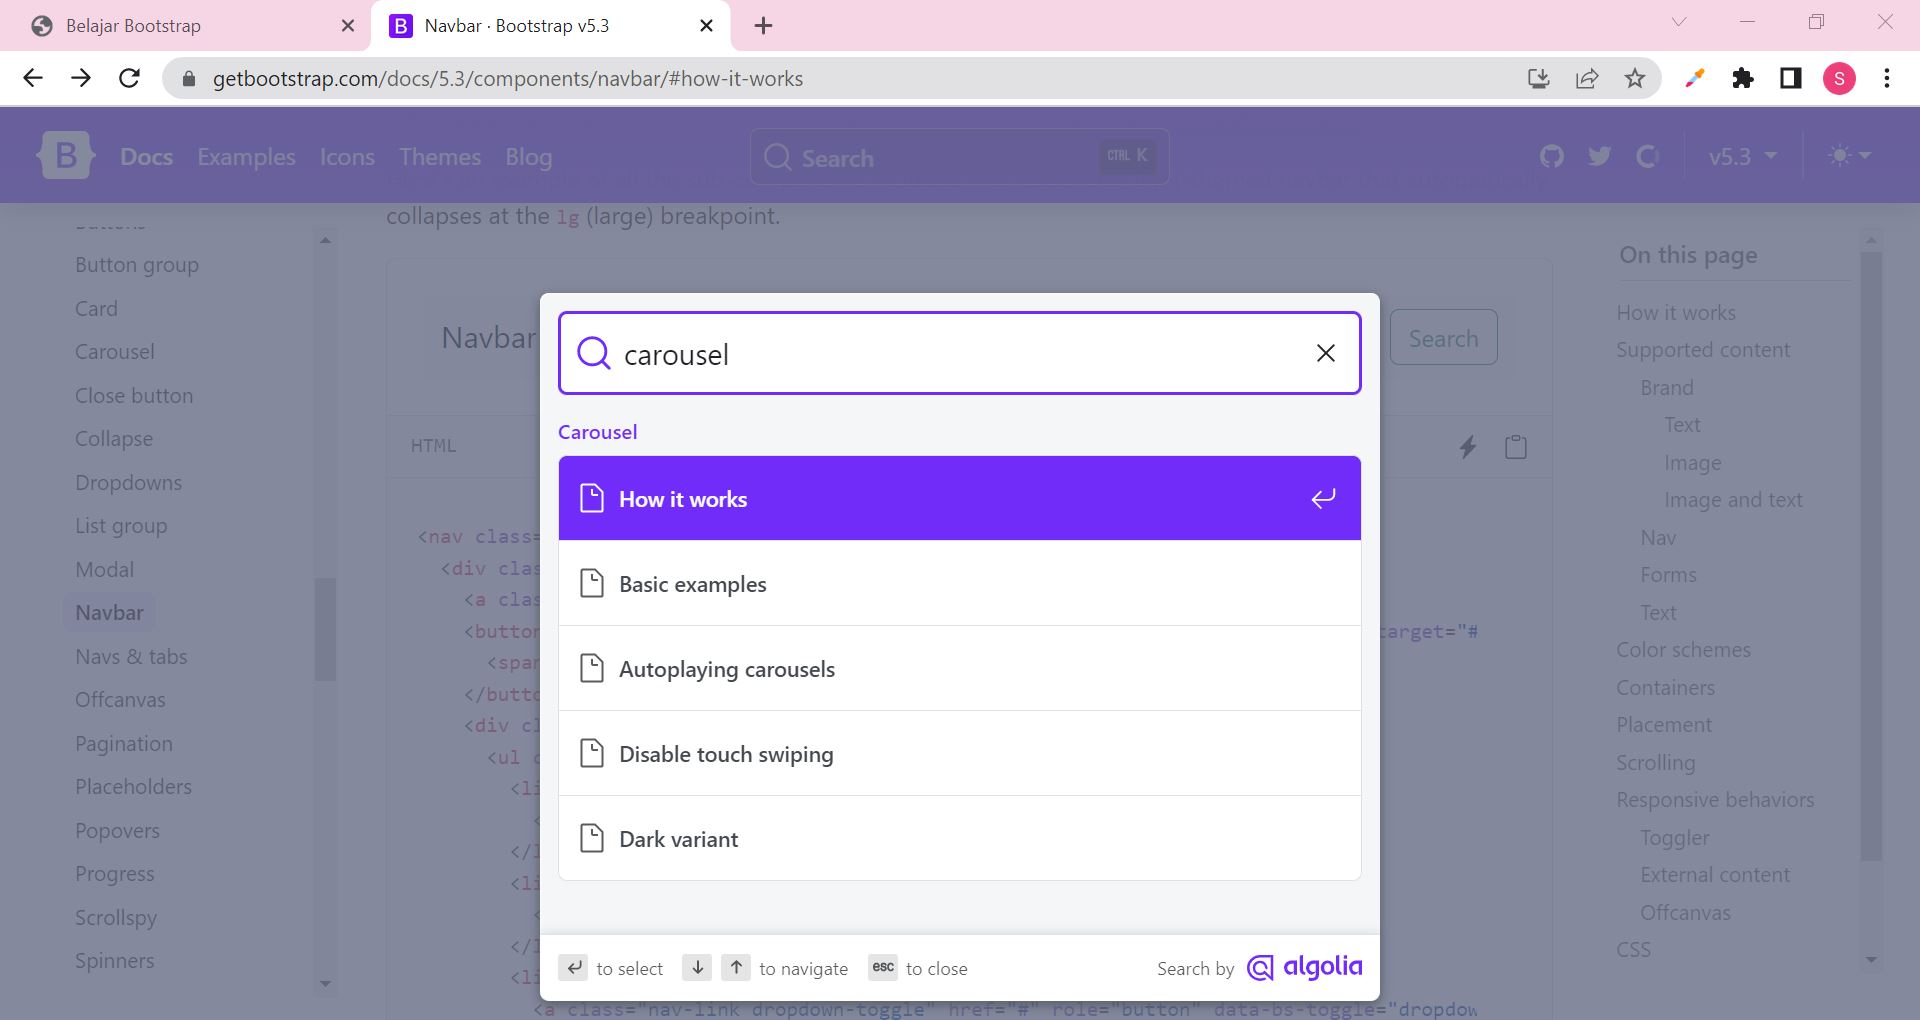 Belajar Bootstrap
Navbar · Bootstrap v5.3
getbootstrap.com/docs/5.3/components/navbar/#how-it-works
S
B
Docs
Examples
Icons
Themes
Blog
Search
CTRL K
v5.3
collapses at the lg (large) breakpoint.
Buttons
Button group
Card
Carousel
Close button
Collapse
Dropdowns
List group
Modal
Navbar
Navs & tabs
Offcanvas
Pagination
Placeholders
Popovers
Progress
Scrollspy
Spinners
Navbar
Search
HTML
<nav class=
<div clas
<a clas
<button
target="#
<span
</butto
<div cl
<ul c
<li
<
</l
<li
<
</l
<li
<a class="nav-link dropdown-toggle" href="#" role="button" data-bs-toggle="dropdow
carousel
Carousel
How it works
Basic examples
Autoplaying carousels
Disable touch swiping
Dark variant
to select
to navigate
esc to close
Search by algolia
On this page
How it works
Supported content
Brand
Text
Image
Image and text
Nav
Forms
Text
Color schemes
Containers
Placement
Scrolling
Responsive behaviors
Toggler
External content
Offcanvas
CSS